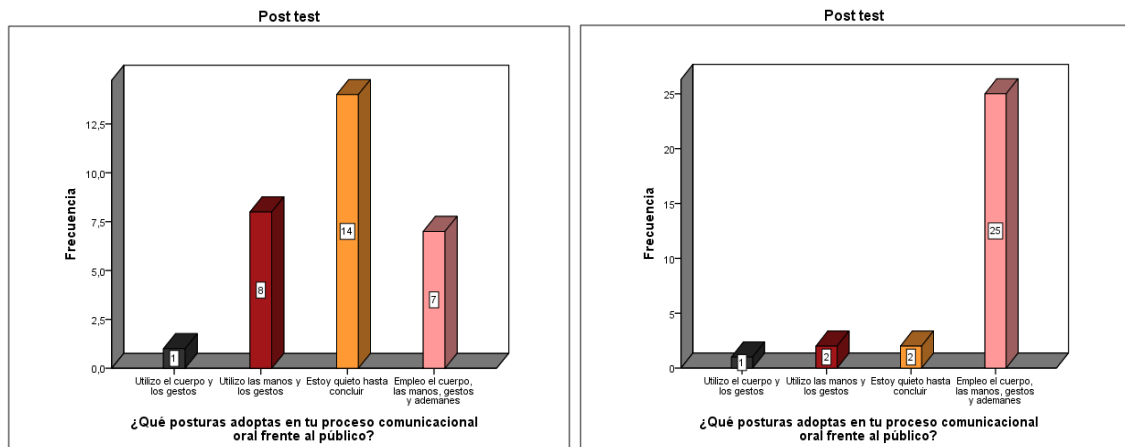 Post test
Frecuencia
12,5
10,0
7,5
5,0
2,5
0,0
1
8
14
7
Utilizo el cuerpo y
los gestos
Utilizo las manos y
los gestos
Estoy quieto hasta
concluir
Empleo el cuerpo,
las manos, gestos
y ademanes
¿Qué posturas adoptas en tu proceso comunicacional
oral frente al público?
Post test
Frecuencia
25
20
15
10
5
0
1
2
2
25
Utilizo el cuerpo y
los gestos
Utilizo las manos y
los gestos
Estoy quieto hasta
concluir
Empleo el cuerpo,
las manos, gestos
y ademanes
¿Qué posturas adoptas en tu proceso comunicacional
oral frente al público?